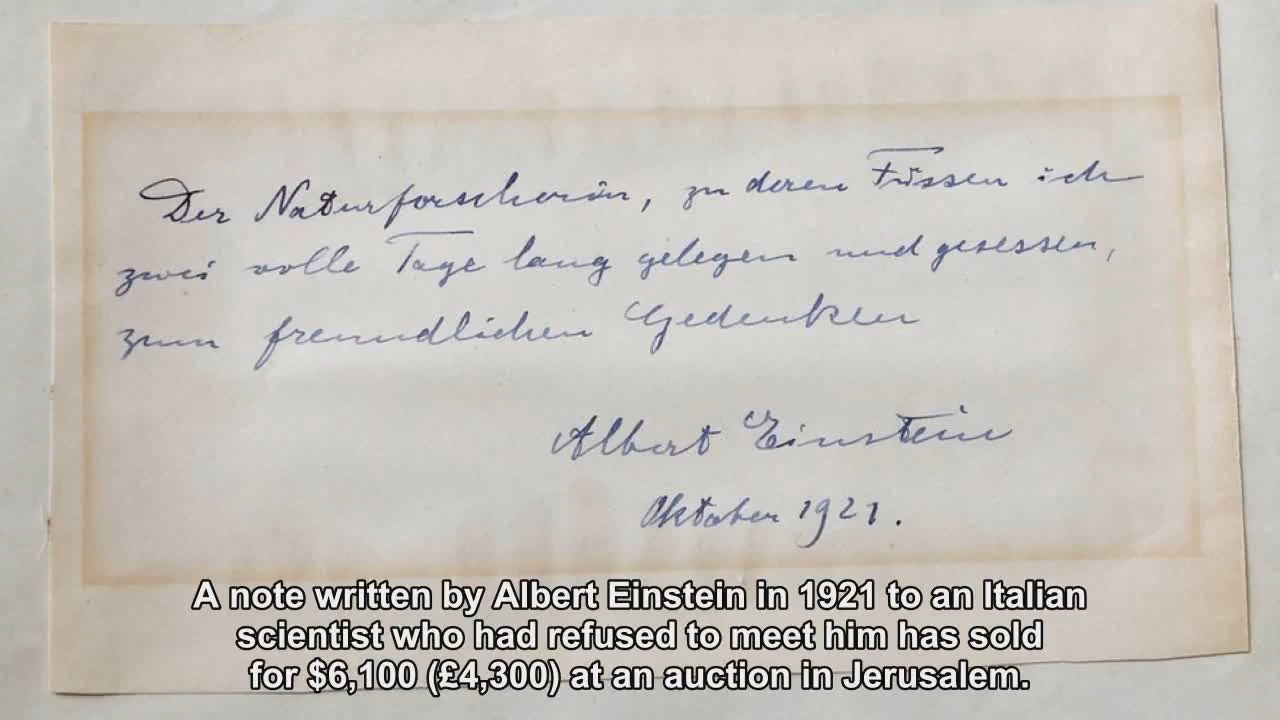 Der Naturforscherin, zu deren Füssen ich
zwei volle Tage lang gelegen und gesessen,
zum freundlichen Gedenken
Albert Einstein
Oktober 1921.
A note written by Albert Einstein in 1921 to an Italian
scientist who had refused to meet him has sold
for $6,100 (£4,300) at an auction in Jerusalem.